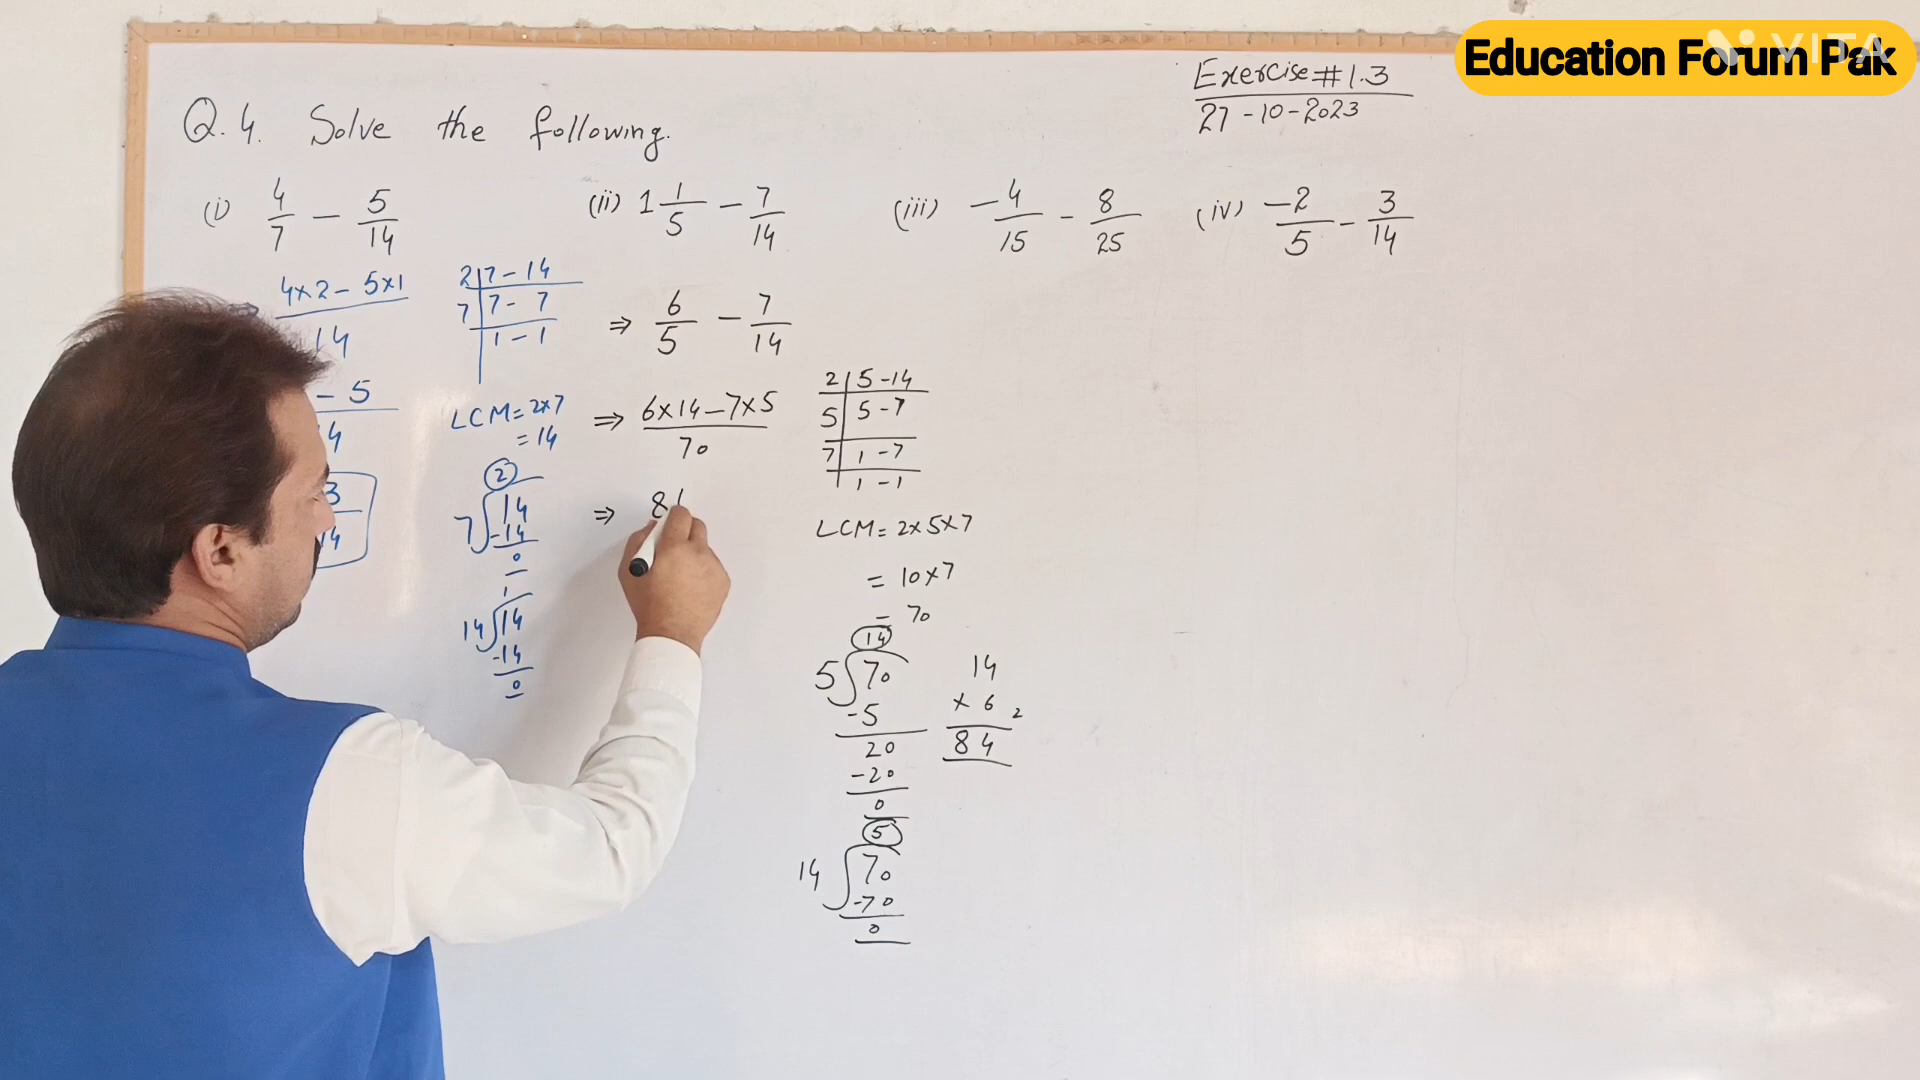 Education Forum Pak
VITA
Exercise # 1.3
27-10-2023
Q.4. Solve the following.
(i) 4/7 - 5/14 (ii) 1 1/5 - 7/14 (iii) -4/15 - 8/25 (iv) -2/5 - 3/14
4×2 - 5×1
14
- 5
4
3
14
2 | 7 - 14
7 | 7 - 7
1 - 1
LCM = 2×7
= 14
2
7 14
-14
0
1
14 14
-14
0
⇒ 6/5 - 7/14
⇒ 6×14 - 7×5
70
⇒ 8
2 | 5 - 14
5 | 5 - 7
7 | 1 - 7
1 - 1
LCM = 2×5×7
= 10×7
= 70
14
5 70
-5
20
-20
0
5
14 70
-70
0
14
× 6 2
84